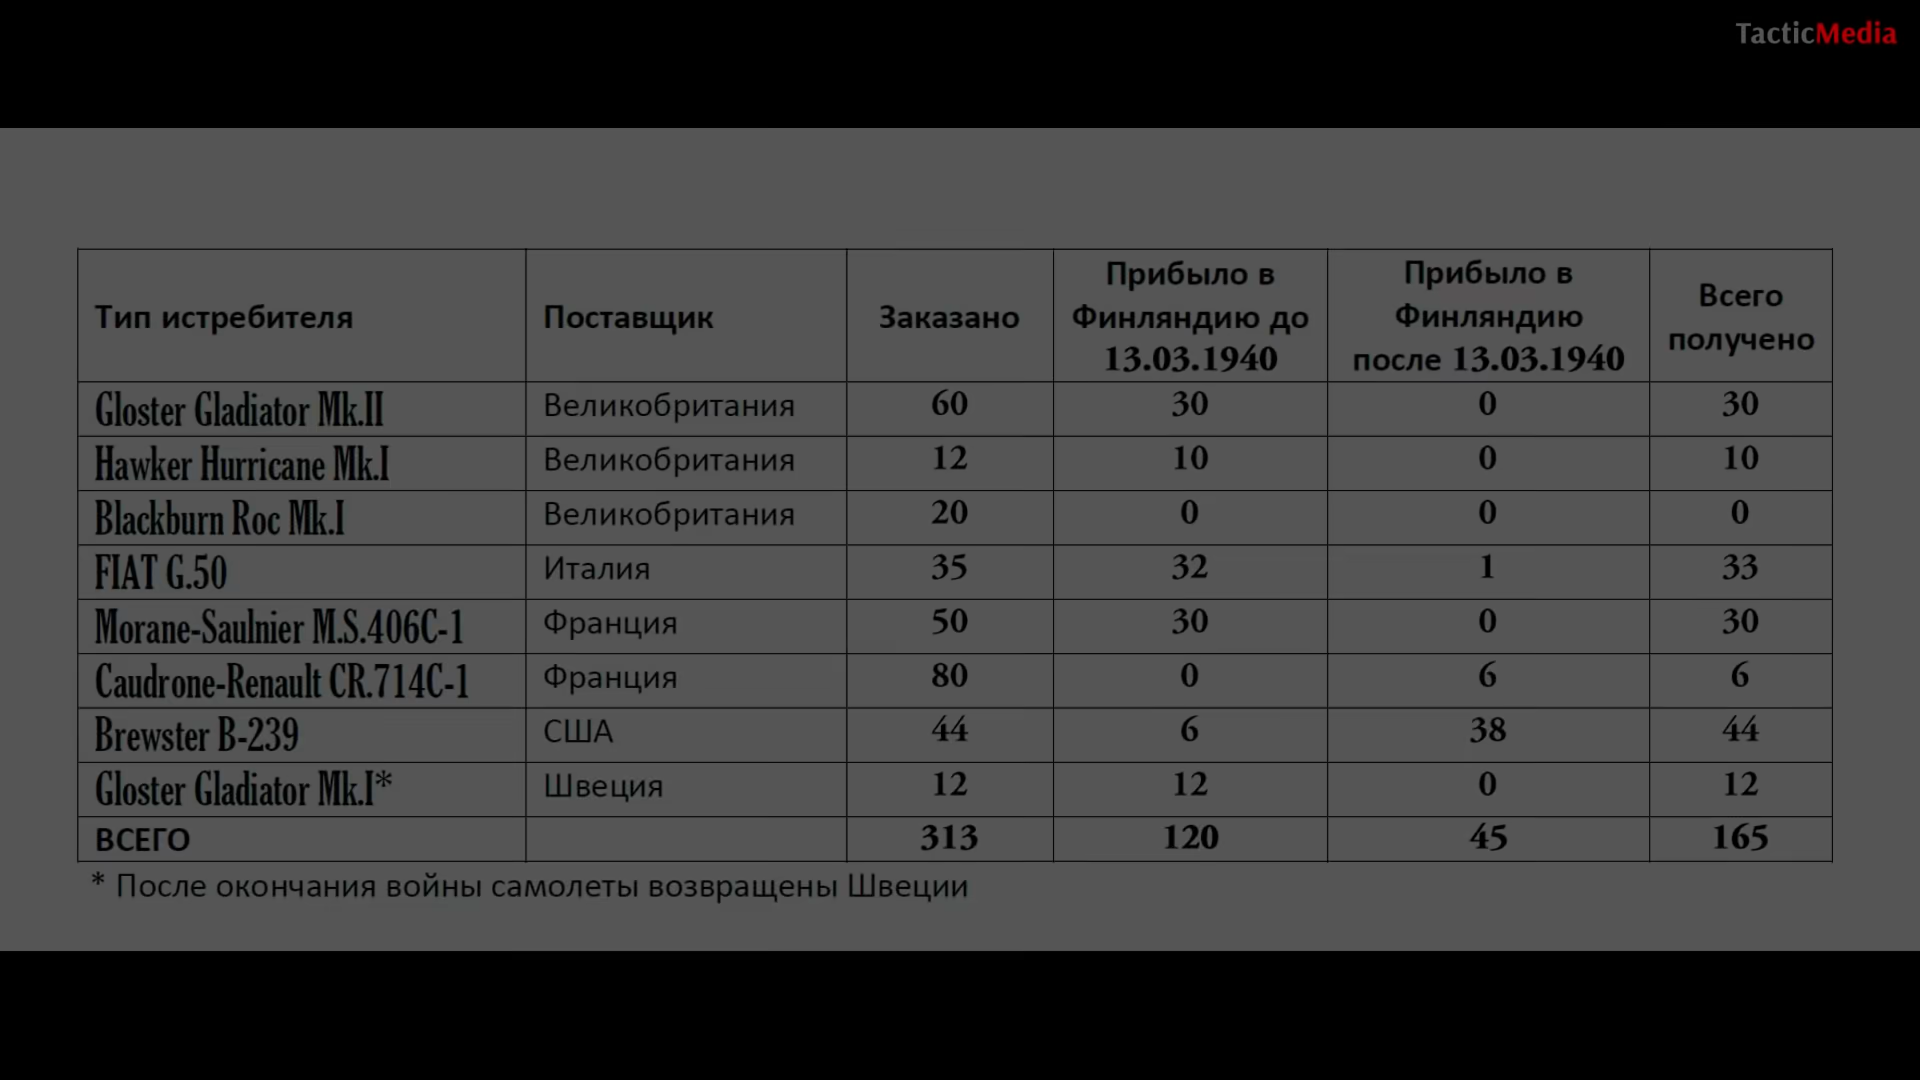 TacticMedia
Тип истребителя Поставщик Заказано Прибыло в Финляндию до 13.03.1940 Прибыло в Финляндию после 13.03.1940 Всего получено
Gloster Gladiator Mk.II Великобритания 60 30 0 30
Hawker Hurricane Mk.I Великобритания 12 10 0 10
Blackburn Roc Mk.I Великобритания 20 0 0 0
FIAT G.50 Италия 35 32 1 33
Morane-Saulnier M.S.406C-1 Франция 50 30 0 30
Caudrone-Renault CR.714C-1 Франция 80 0 6 6
Brewster B-239 США 44 6 38 44
Gloster Gladiator Mk.I* Швеция 12 12 0 12
ВСЕГО 313 120 45 165
* После окончания войны самолеты возвращены Швеции